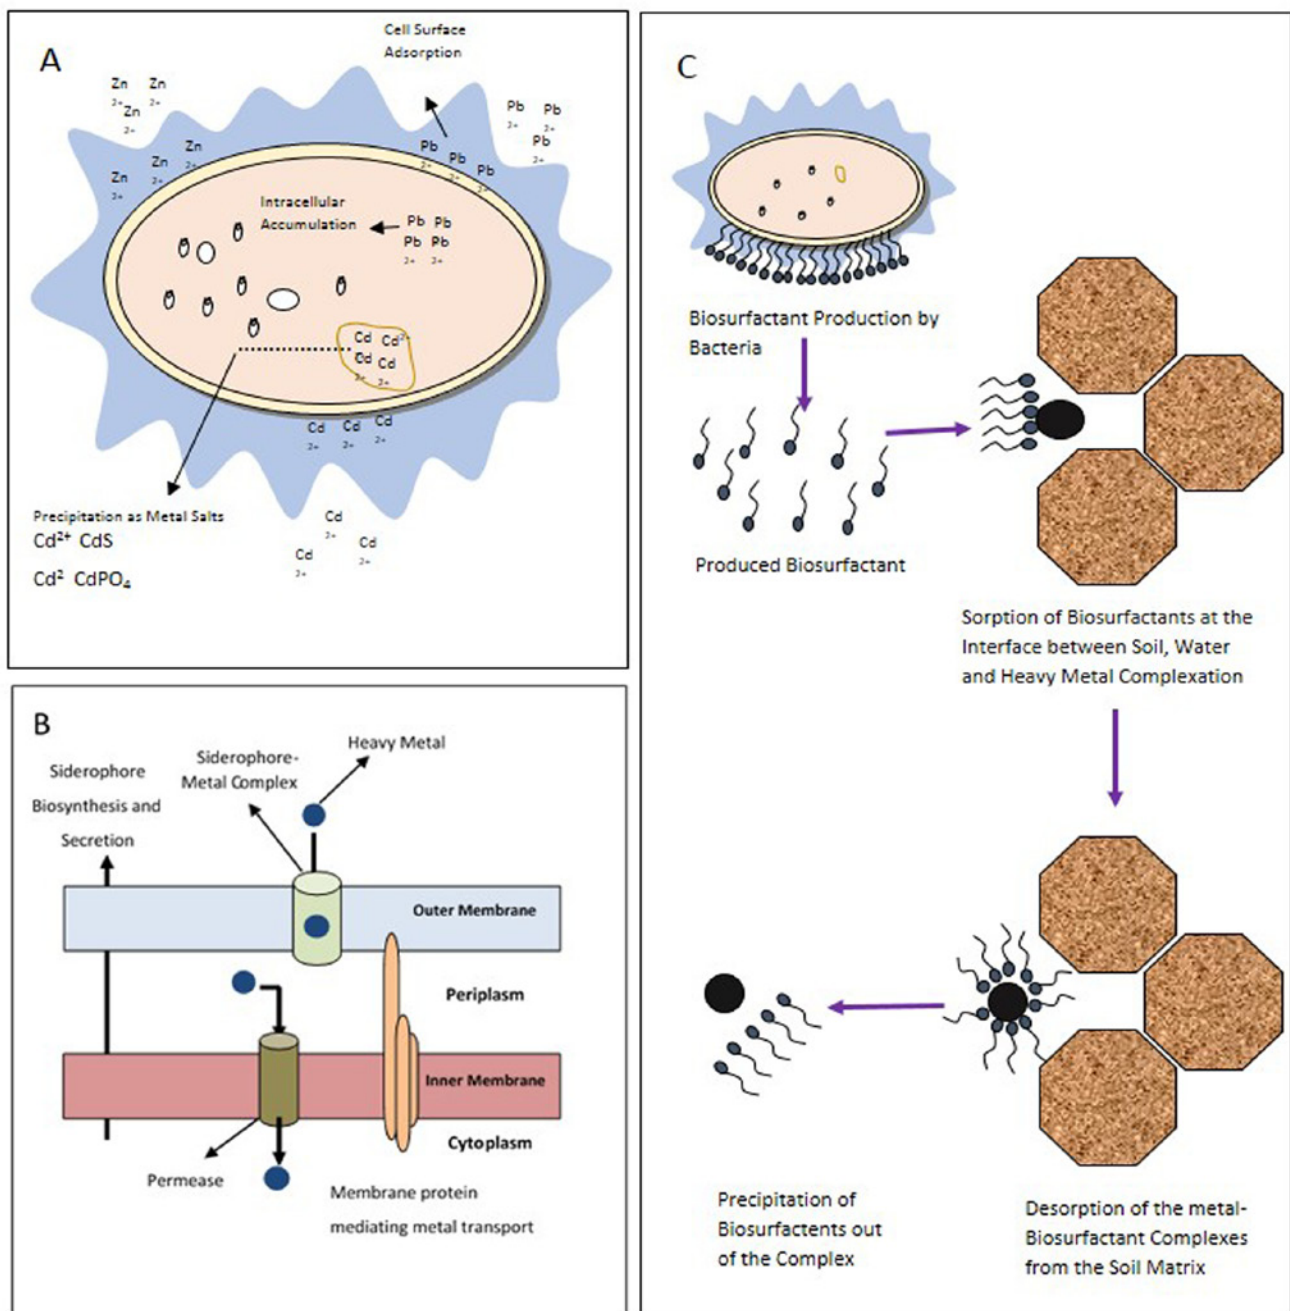 A
Cell Surface
Adsorption
Zn
2+
Zn
2+
Zn
2+
Zn
2+
Zn
2+
Zn
2+
Pb
2+
Pb
2+
Pb
2+
Pb
2+
Pb
2+
Pb
2+
Intracellular
Accumulation
Pb Pb
Pb Pb
2+ 2+
Cd Cd2+
Cd Cd
2+ 2+
Cd
2+
Cd
2+
Cd
2+
Precipitation as Metal Salts
Cd2+ CdS
Cd2 CdPO4
Cd
2+
Cd
2+
Cd
2+
B
Siderophore
Biosynthesis and
Secretion
Siderophore-
Metal Complex
Heavy Metal
Outer Membrane
Periplasm
Inner Membrane
Cytoplasm
Permease
Membrane protein
mediating metal transport
C
Biosurfactant Production by
Bacteria
Produced Biosurfactant
Sorption of Biosurfactants at the
Interface between Soil, Water
and Heavy Metal Complexation
Precipitation of
Biosurfactents out
of the Complex
Desorption of the metal-
Biosurfactant Complexes
from the Soil Matrix